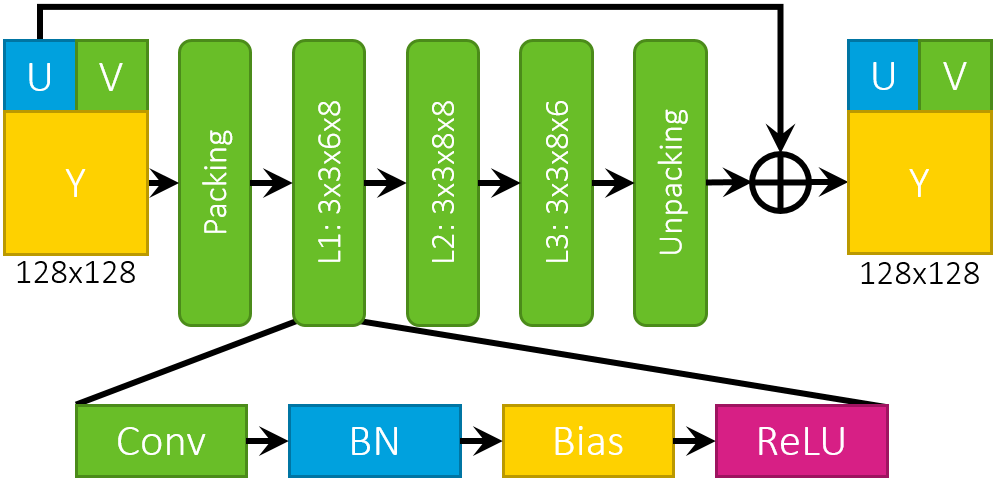 U V
Y
128x128
Packing
L1: 3x3x6x8
L2: 3x3x8x8
L3: 3x3x8x6
Unpacking
U V
Y
128x128
Conv
BN
Bias
ReLU